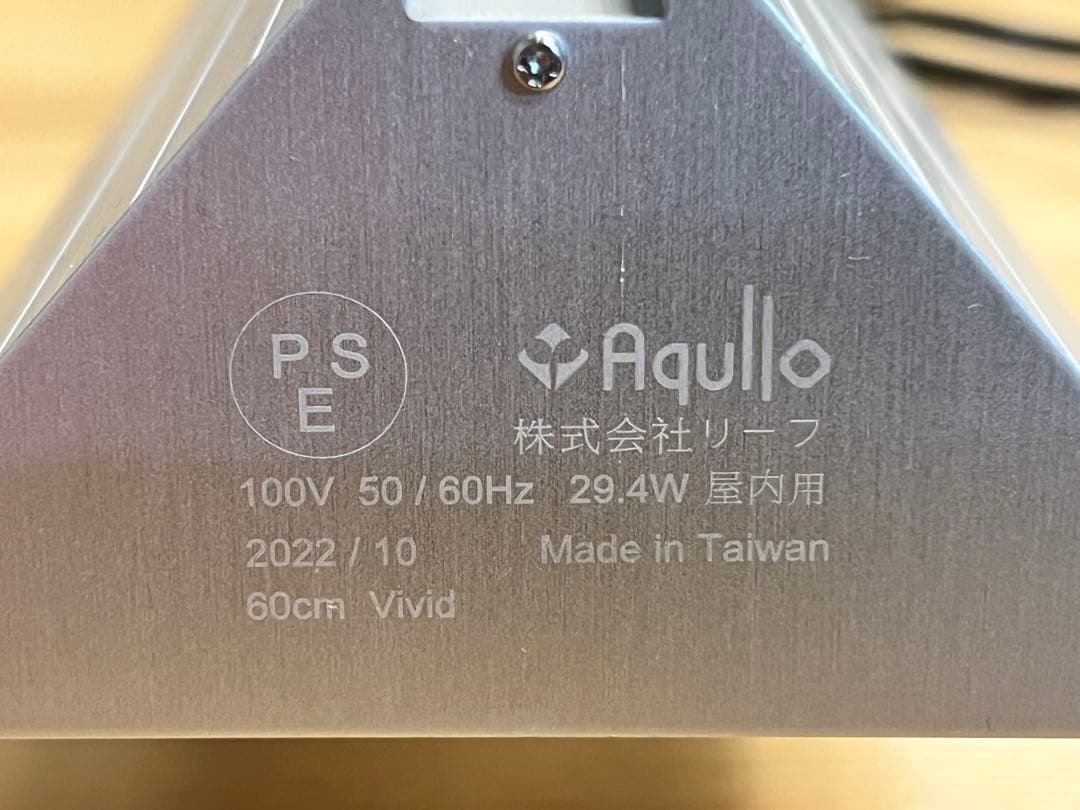 PSE
Aqullo
株式会社リーフ
100V 50 / 60Hz 29.4W 屋内用
2022 / 10 Made in Taiwan
60cm Vivid